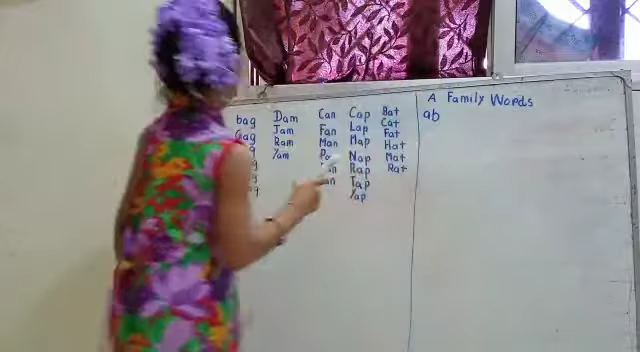 A Family Words
ab
bag Dam Can Cap Bat
Gag Jam Fan Lap Cat
Ram Man Map Fat
Yam Nap Hat
Rap Mat
Tap Rat
Yap